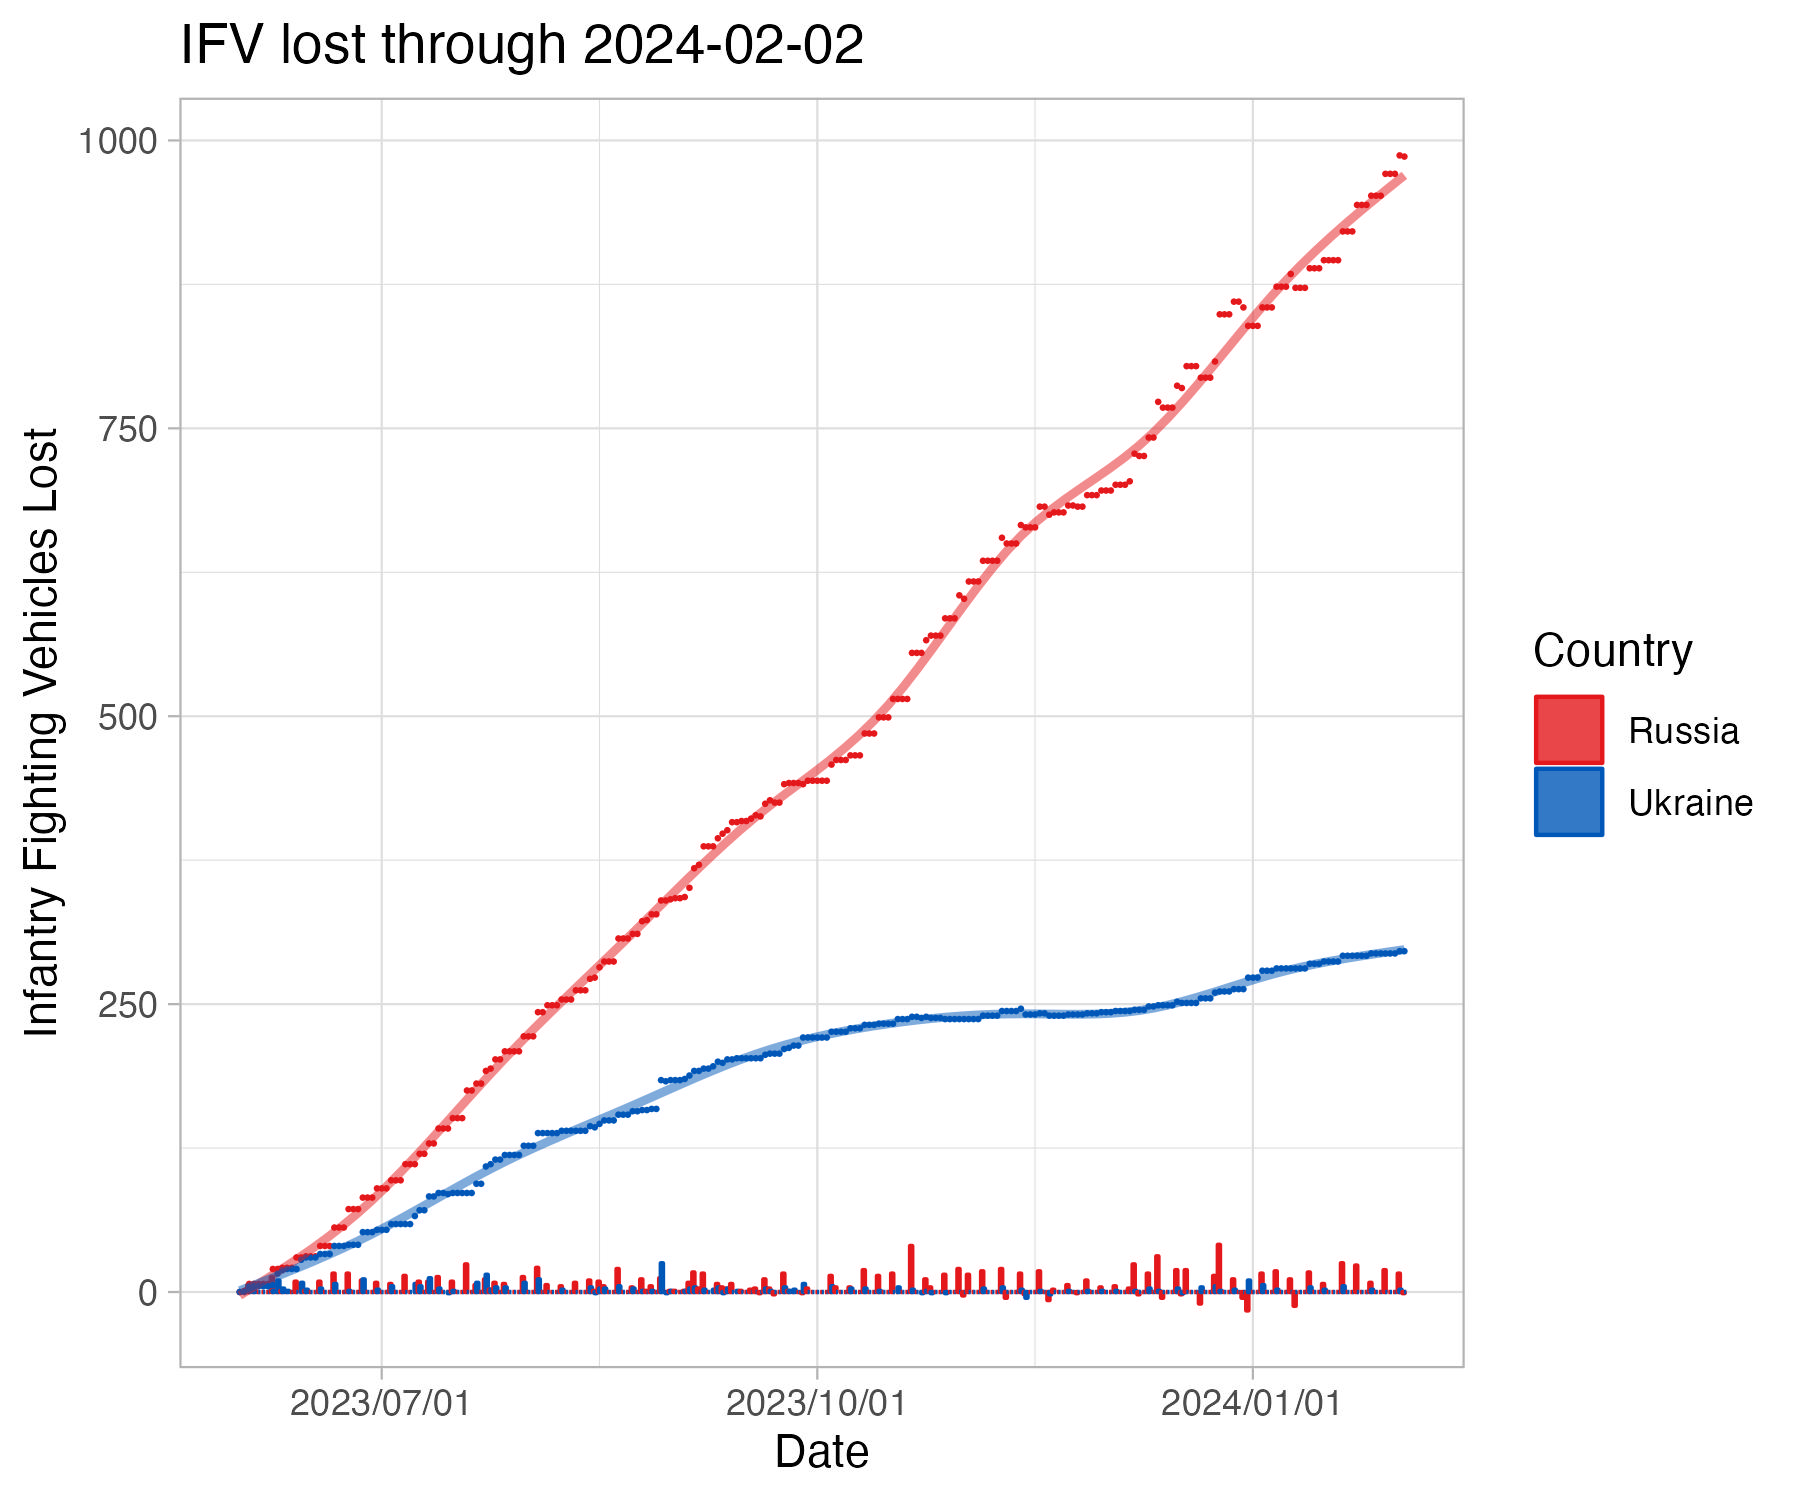 IFV lost through 2024-02-02
Infantry Fighting Vehicles Lost
1000
750
500
250
0
2023/07/01
2023/10/01
2024/01/01
Date
Country
Russia
Ukraine